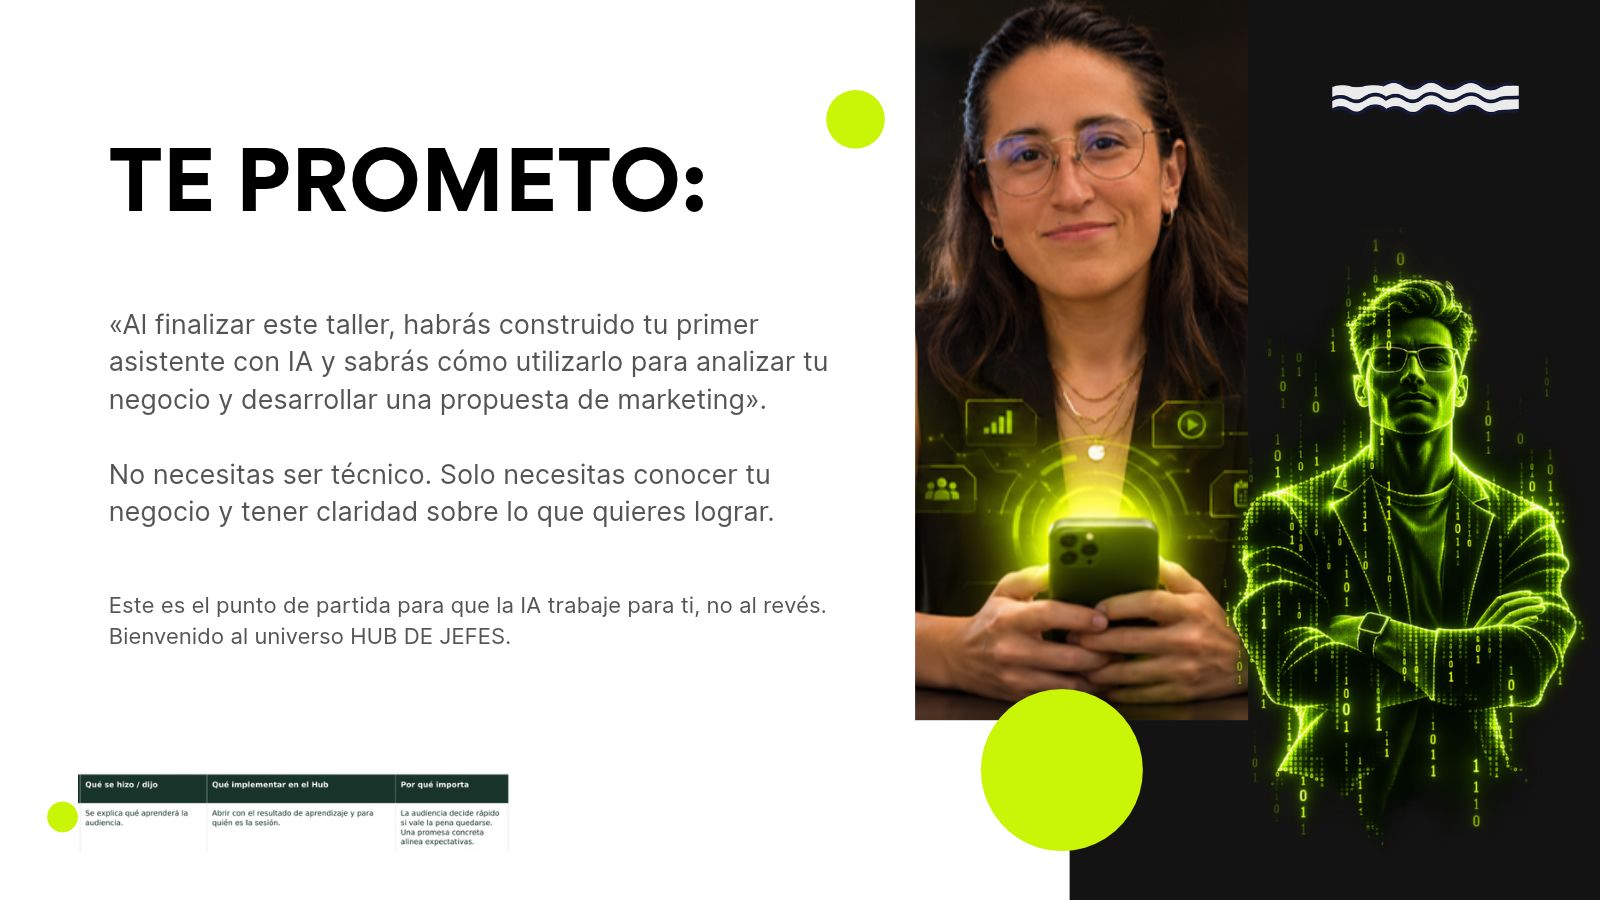 TE PROMETO:
«Al finalizar este taller, habrás construido tu primer
asistente con IA y sabrás cómo utilizarlo para analizar tu
negocio y desarrollar una propuesta de marketing».
No necesitas ser técnico. Solo necesitas conocer tu
negocio y tener claridad sobre lo que quieres lograr.
Este es el punto de partida para que la IA trabaje para ti, no al revés.
Bienvenido al universo HUB DE JEFES.
Qué se hizo / dijo
Qué implementar en el Hub
Por qué importa
Se explica qué aprenderá la
audiencia.
Abrir con el resultado de aprendizaje y para
quién es la sesión.
La audiencia decide rápido
si vale la pena quedarse.
Una promesa concreta
alinea expectativas.